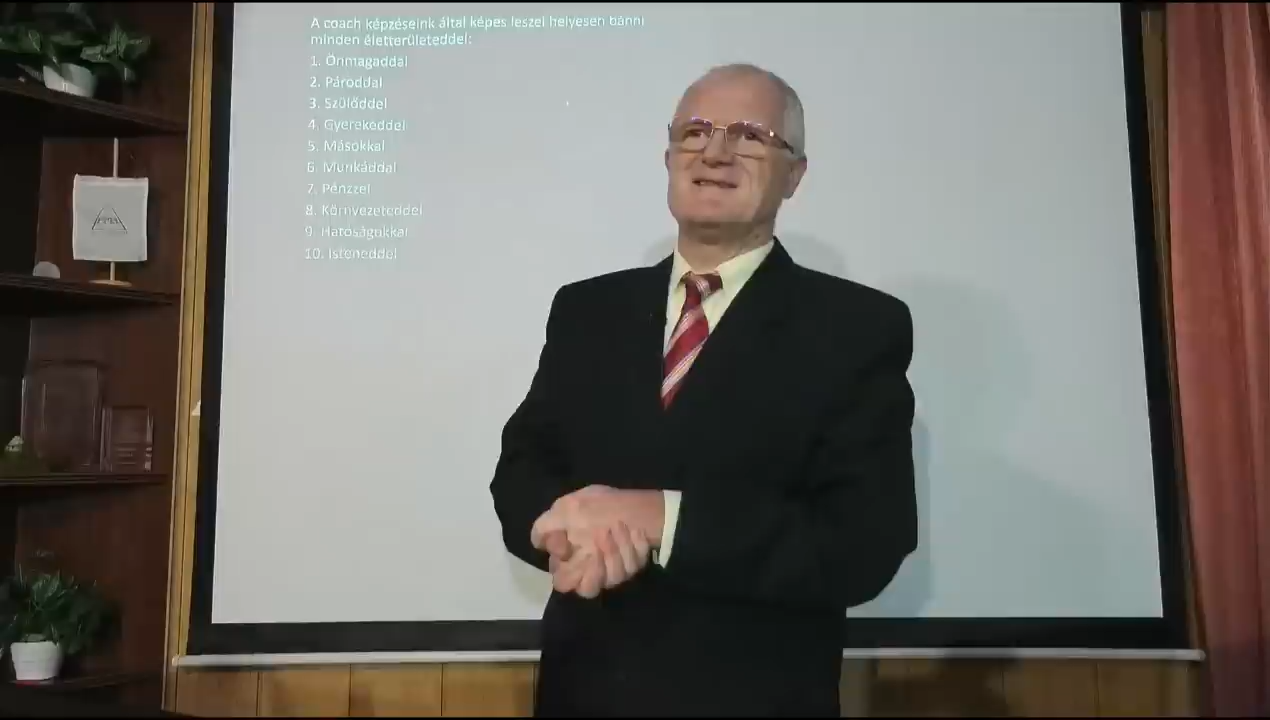 A coach képzéseink által képes leszel helyesen bánni
minden életterületeddel:
1. Önmagaddal
2. Pároddal
3. Szülőddel
4. Gyerekeddel
5. Másokkal
6. Munkáddal
7. Pénzzel
8. Környezeteddel
9. Hatóságokkal
10. Isteneddel